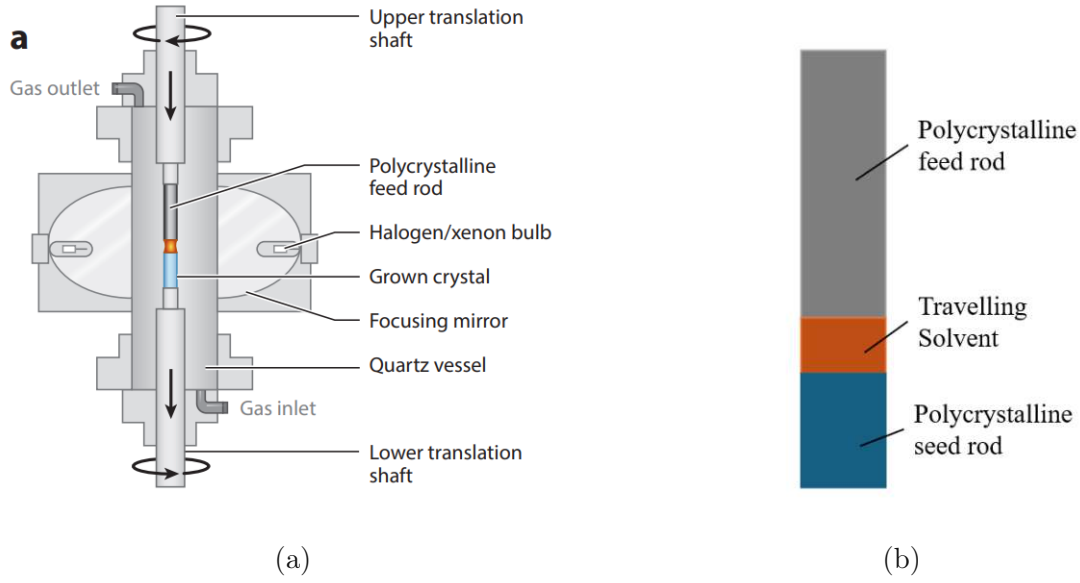 a
Upper translation
shaft
Gas outlet
Polycrystalline
feed rod
Halogen/xenon bulb
Grown crystal
Focusing mirror
Quartz vessel
Gas inlet
Lower translation
shaft
(a)
Polycrystalline
feed rod
Travelling
Solvent
Polycrystalline
seed rod
(b)